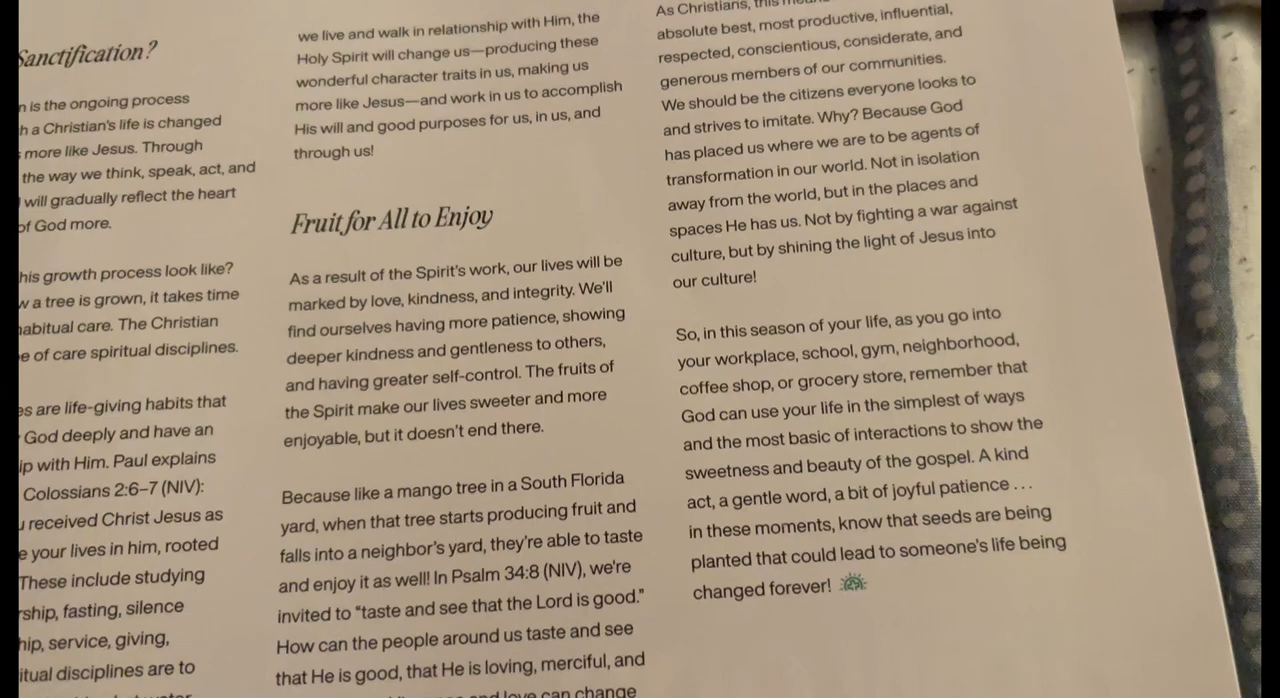 Sanctification?
is the ongoing process
a Christian's life is changed
more like Jesus. Through
the way we think, speak, act, and
will gradually reflect the heart
of God more.
his growth process look like?
a tree is grown, it takes time
habitual care. The Christian
of care spiritual disciplines.
are life-giving habits that
God deeply and have an
with Him. Paul explains
Colossians 2:6–7 (NIV):
received Christ Jesus as
your lives in him, rooted
These include studying
fasting, silence
service, giving,
disciplines are to
we live and walk in relationship with Him, the
Holy Spirit will change us—producing these
wonderful character traits in us, making us
more like Jesus—and work in us to accomplish
His will and good purposes for us, in us, and
through us!
Fruit for All to Enjoy
As a result of the Spirit's work, our lives will be
marked by love, kindness, and integrity. We'll
find ourselves having more patience, showing
deeper kindness and gentleness to others,
and having greater self-control. The fruits of
the Spirit make our lives sweeter and more
enjoyable, but it doesn't end there.
Because like a mango tree in a South Florida
yard, when that tree starts producing fruit and
falls into a neighbor's yard, they're able to taste
and enjoy it as well! In Psalm 34:8 (NIV), we're
invited to “taste and see that the Lord is good.”
How can the people around us taste and see
that He is good, that He is loving, merciful, and
and love can change
As Christians, this
absolute best, most productive, influential,
respected, conscientious, considerate, and
generous members of our communities.
We should be the citizens everyone looks to
and strives to imitate. Why? Because God
has placed us where we are to be agents of
transformation in our world. Not in isolation
away from the world, but in the places and
spaces He has us. Not by fighting a war against
culture, but by shining the light of Jesus into
our culture!
So, in this season of your life, as you go into
your workplace, school, gym, neighborhood,
coffee shop, or grocery store, remember that
God can use your life in the simplest of ways
and the most basic of interactions to show the
sweetness and beauty of the gospel. A kind
act, a gentle word, a bit of joyful patience . . .
in these moments, know that seeds are being
planted that could lead to someone's life being
changed forever!